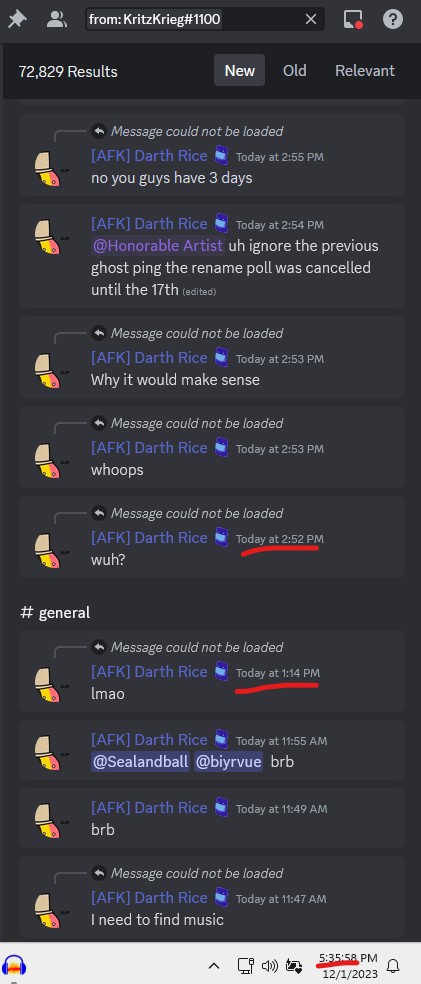 from: KritzKrieg#1100
72,829 Results
New
Old
Relevant
Message could not be loaded
[AFK] Darth Rice Today at 2:55 PM
no you guys have 3 days
[AFK] Darth Rice Today at 2:54 PM
@Honorable Artist uh ignore the previous
ghost ping the rename poll was cancelled
until the 17th (edited)
Message could not be loaded
[AFK] Darth Rice Today at 2:53 PM
Why it would make sense
Message could not be loaded
[AFK] Darth Rice Today at 2:53 PM
whoops
Message could not be loaded
[AFK] Darth Rice Today at 2:52 PM
wuh?
# general
Message could not be loaded
[AFK] Darth Rice Today at 1:14 PM
lmao
[AFK] Darth Rice Today at 11:55 AM
@Sealandball @biyrvue brb
[AFK] Darth Rice Today at 11:49 AM
brb
Message could not be loaded
[AFK] Darth Rice Today at 11:47 AM
I need to find music
5:35:58 PM
12/1/2023